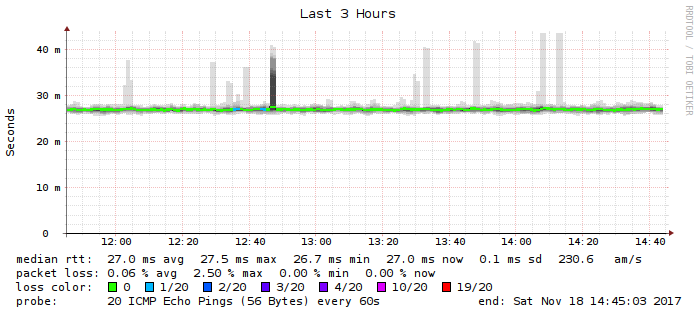 Last 3 Hours
RRDTOOL / TOBI OETIKER
Seconds
40 m
30 m
20 m
10 m
0
12:00 12:20 12:40 13:00 13:20 13:40 14:00 14:20 14:40
median rtt: 27.0 ms avg 27.5 ms max 26.7 ms min 27.0 ms now 0.1 ms sd 230.6 am/s
packet loss: 0.06 % avg 2.50 % max 0.00 % min 0.00 % now
loss color: 0 1/20 2/20 3/20 4/20 10/20 19/20
probe: 20 ICMP Echo Pings (56 Bytes) every 60s end: Sat Nov 18 14:45:03 2017